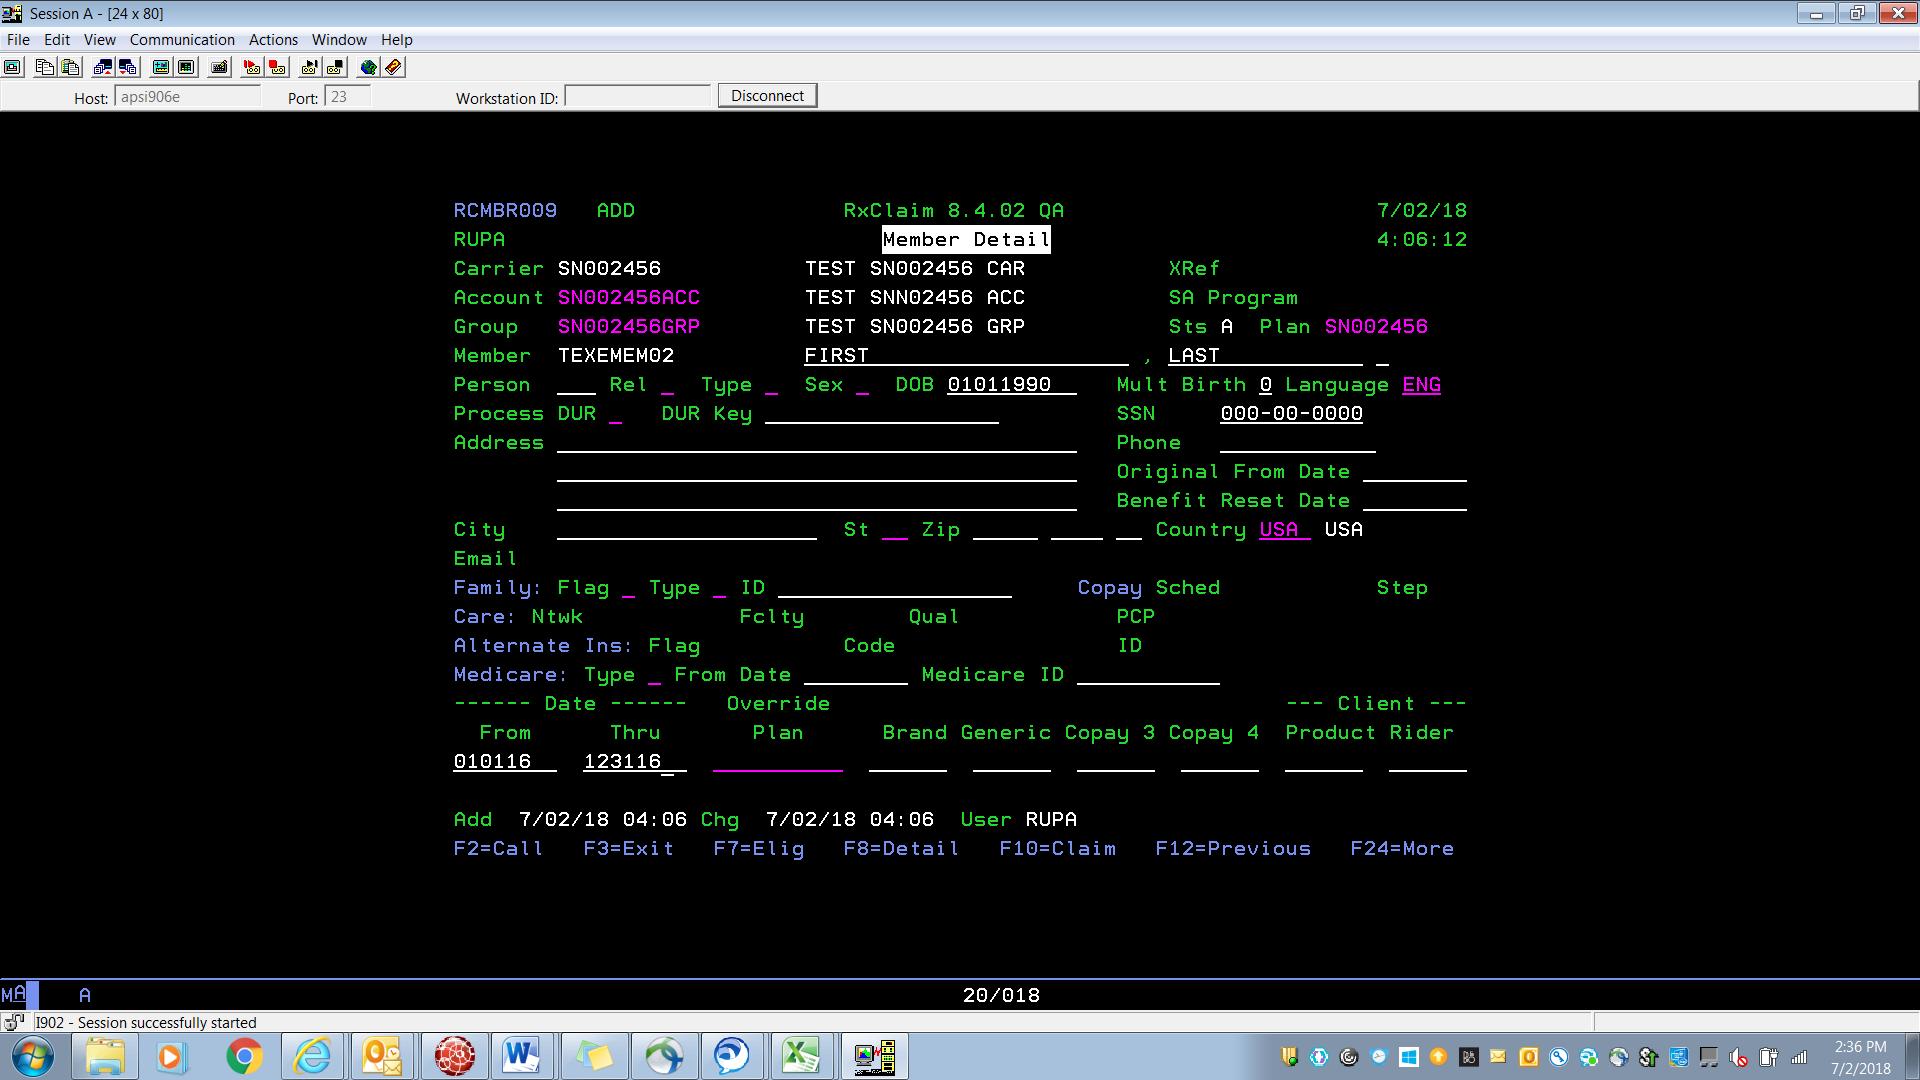 Session A - [24 x 80]
File Edit View Communication Actions Window Help
Host: apsi906e Port: 23 Workstation ID: Disconnect
RCMBR009 ADD RxClaim 8.4.02 QA 7/02/18
RUPA Member Detail 4:06:12
Carrier SN002456 TEST SN002456 CAR XRef
Account SN002456ACC TEST SNN02456 ACC SA Program
Group SN002456GRP TEST SN002456 GRP Sts A Plan SN002456
Member TEXEMEM02 FIRST , LAST
Person Rel Type Sex DOB 01011990 Mult Birth 0 Language ENG
Process DUR DUR Key SSN 000-00-0000
Address Phone
Original From Date
Benefit Reset Date
City St Zip Country USA USA
Email
Family: Flag Type ID Copay Sched Step
Care: Ntwk Fclty Qual PCP
Alternate Ins: Flag Code ID
Medicare: Type From Date Medicare ID
------ Date ------ Override --- Client ---
From Thru Plan Brand Generic Copay 3 Copay 4 Product Rider
010116 123116
Add 7/02/18 04:06 Chg 7/02/18 04:06 User RUPA
F2=Call F3=Exit F7=Elig F8=Detail F10=Claim F12=Previous F24=More
MA A 20/018
I902 - Session successfully started
2:36 PM
7/2/2018